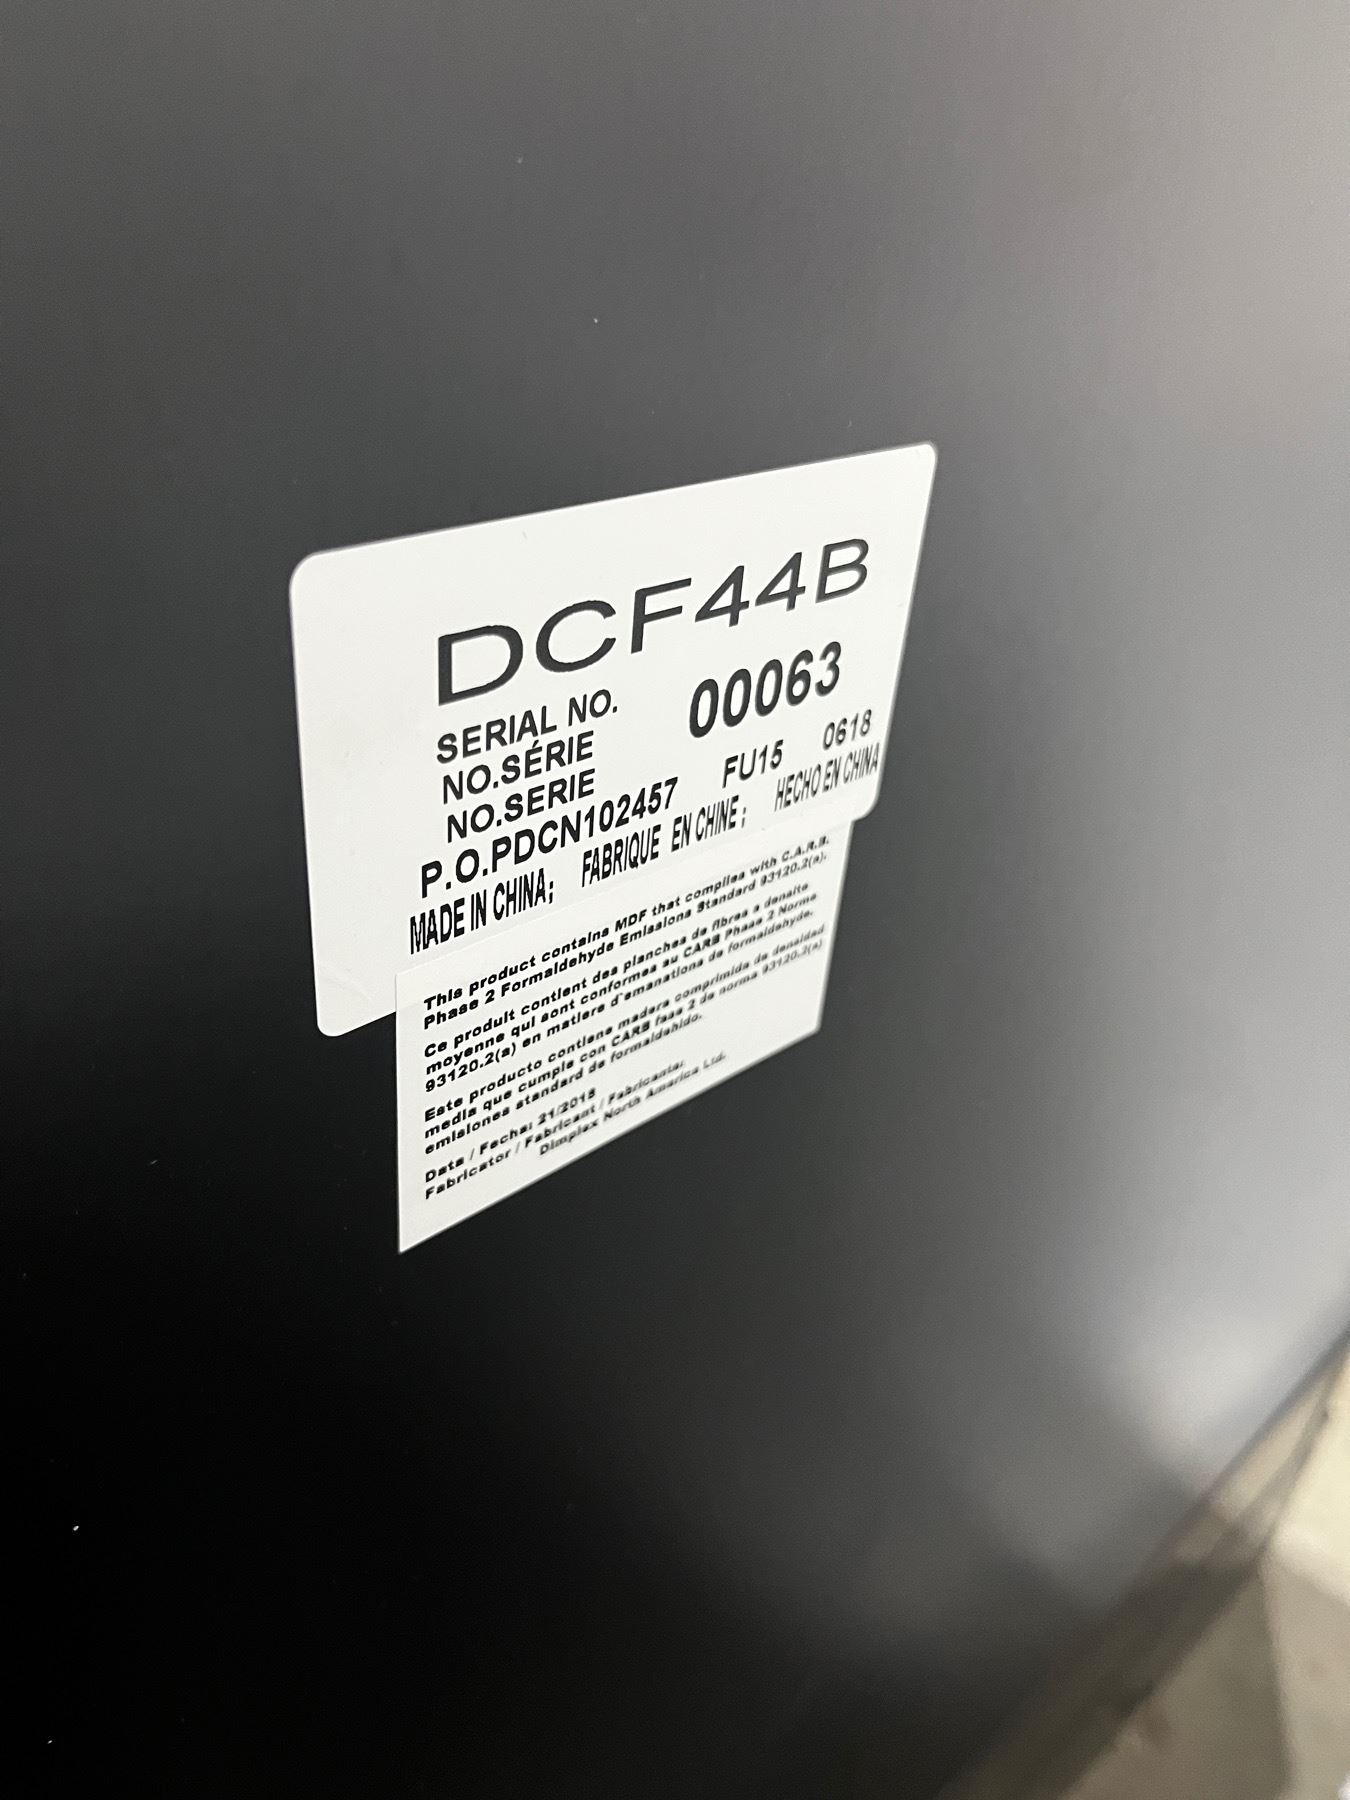 DCF44B
SERIAL NO. 00063
NO.SÉRIE
NO.SERIE
P.O.PDCN102457 FU15 0618
MADE IN CHINA; FABRIQUE EN CHINE; HECHO EN CHINA
This product contains MDF that complies with C.A.R.B.
Phase 2 Formaldehyde Emissions Standard 93120.2(a).
Ce produit contient des planches de fibres a densite
moyenne qui sont conformes au CARB Phase 2 Norme
93120.2(a) en matiere d'emanations de formaldehyde.
Este producto contiene madera comprimida de densidad
media que cumple con CARB fase 2 de norma 93120.2(a)
emisiones standard de formaldehido.
Date / Fecha: 21/2018
Fabricator / Fabricant / Fabricante:
Dimplex North America Ltd.